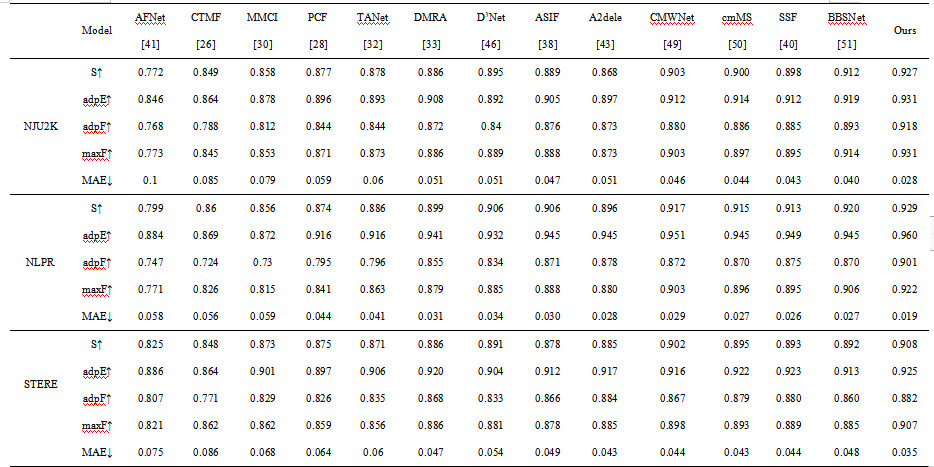 Model AFNet CTMF MMCI PCF TANet DMRA D³Net ASIF A2dele CMWNet cmMS SSF BBSNet Ours
[41] [26] [30] [28] [32] [33] [46] [38] [43] [49] [50] [40] [51]
NJU2K
S↑ 0.772 0.849 0.858 0.877 0.878 0.886 0.895 0.889 0.868 0.903 0.900 0.898 0.912 0.927
adpE↑ 0.846 0.864 0.878 0.896 0.893 0.908 0.892 0.905 0.897 0.912 0.914 0.912 0.919 0.931
adpF↑ 0.768 0.788 0.812 0.844 0.844 0.872 0.84 0.876 0.873 0.880 0.886 0.885 0.893 0.918
maxF↑ 0.773 0.845 0.853 0.871 0.873 0.886 0.889 0.888 0.873 0.903 0.897 0.895 0.914 0.931
MAE↓ 0.1 0.085 0.079 0.059 0.06 0.051 0.051 0.047 0.051 0.046 0.044 0.043 0.040 0.028
NLPR
S↑ 0.799 0.86 0.856 0.874 0.886 0.899 0.906 0.906 0.896 0.917 0.915 0.913 0.920 0.929
adpE↑ 0.884 0.869 0.872 0.916 0.916 0.941 0.932 0.945 0.945 0.951 0.945 0.949 0.945 0.960
adpF↑ 0.747 0.724 0.73 0.795 0.796 0.855 0.834 0.871 0.878 0.872 0.870 0.875 0.870 0.901
maxF↑ 0.771 0.826 0.815 0.841 0.863 0.879 0.885 0.888 0.880 0.903 0.896 0.895 0.906 0.922
MAE↓ 0.058 0.056 0.059 0.044 0.041 0.031 0.034 0.030 0.028 0.029 0.027 0.026 0.027 0.019
STERE
S↑ 0.825 0.848 0.873 0.875 0.871 0.886 0.891 0.878 0.885 0.902 0.895 0.893 0.892 0.908
adpE↑ 0.886 0.864 0.901 0.897 0.906 0.920 0.904 0.912 0.917 0.916 0.922 0.923 0.913 0.925
adpF↑ 0.807 0.771 0.829 0.826 0.835 0.868 0.833 0.866 0.884 0.867 0.879 0.880 0.860 0.882
maxF↑ 0.821 0.862 0.862 0.859 0.856 0.886 0.881 0.878 0.885 0.898 0.893 0.889 0.885 0.907
MAE↓ 0.075 0.086 0.068 0.064 0.06 0.047 0.054 0.049 0.043 0.044 0.043 0.044 0.048 0.035